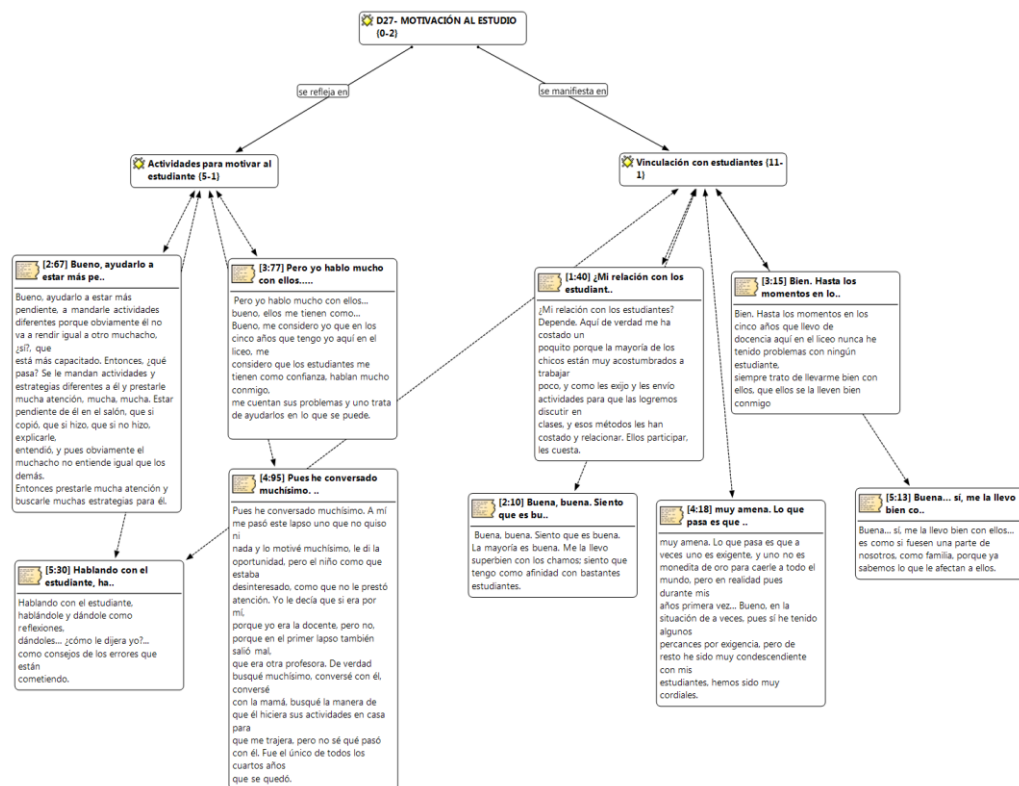 D27- MOTIVACIÓN AL ESTUDIO
{0-2}
se refleja en
se manifiesta en
Actividades para motivar al
estudiante {5-1}
Vinculación con estudiantes {11-
1}
[2:67] Bueno, ayudarlo a
estar más pe..
Bueno, ayudarlo a estar más
pendiente, a mandarle actividades
diferentes porque obviamente él no
va a rendir igual a otro muchacho,
¿sí?, que
está más capacitado. Entonces, ¿qué
pasa? Se le mandan actividades y
estrategias diferentes a él y prestarle
mucha atención, mucha, mucha. Estar
pendiente de él en el salón, que si
copió, que si hizo, que si no hizo,
explicarle,
entendió, y pues obviamente el
muchacho no entiende igual que los
demás.
Entonces prestarle mucha atención y
buscarle muchas estrategias para él.
[3:77] Pero yo hablo mucho
con ellos.....
Pero yo hablo mucho con ellos...
bueno, ellos me tienen como...
Bueno, me considero yo que en los
cinco años que tengo yo aquí en el
liceo, me
considero que los estudiantes me
tienen como confianza, hablan mucho
conmigo,
me cuentan sus problemas y uno trata
de ayudarlos en lo que se puede.
[1:40] ¿Mi relación con los
estudiant..
¿Mi relación con los estudiantes?
Depende. Aquí de verdad me ha
costado un
poquito porque la mayoría de los
chicos están muy acostumbrados a
trabajar
poco, y como les exijo y les envío
actividades para que las logremos
discutir en
clases, y esos métodos les han
costado y relacionar. Ellos participar,
les cuesta.
[3:15] Bien. Hasta los
momentos en lo..
Bien. Hasta los momentos en los
cinco años que llevo de
docencia aquí en el liceo nunca he
tenido problemas con ningún
estudiante,
siempre trato de llevarme bien con
ellos, que ellos se la lleven bien
conmigo
[4:95] Pues he conversado
muchísimo. ..
Pues he conversado muchísimo. A mí
me pasó este lapso uno que no quiso
ni
nada y lo motivé muchísimo, le di la
oportunidad, pero el niño como que
estaba
desinteresado, como que no le prestó
atención. Yo le decía que si era por
mí,
porque yo era la docente, pero no,
porque en el primer lapso también
salió mal,
que era otra profesora. De verdad
busqué muchísimo, conversé con él,
conversé
con la mamá, busqué la manera de
que él hiciera sus actividades en casa
para
que me trajera, pero no sé qué pasó
con él. Fue el único de todos los
cuartos años
que se quedó.
[2:10] Buena, buena. Siento
que es bu..
Buena, buena. Siento que es buena.
La mayoría es buena. Me la llevo
superbien con los chamos; siento que
tengo como afinidad con bastantes
estudiantes.
[4:18] muy amena. Lo que
pasa es que ..
muy amena. Lo que pasa es que a
veces uno es exigente, y uno no es
monedita de oro para caerle a todo el
mundo, pero en realidad pues
durante mis
años primera vez... Bueno, en la
situación de a veces, pues sí he tenido
algunos
percances por exigencia, pero de
resto he sido muy condescendiente
con mis
estudiantes, hemos sido muy
cordiales.
[5:13] Buena... sí, me la llevo
bien co..
Buena... sí, me la llevo bien con ellos...
es como si fuesen una parte de
nosotros, como familia, porque ya
sabemos lo que le afectan a ellos.
[5:30] Hablando con el
estudiante, ha..
Hablando con el estudiante,
hablándole y dándole como
reflexiones,
dándoles... ¿cómo le dijera yo?...
como consejos de los errores que
están
cometiendo.